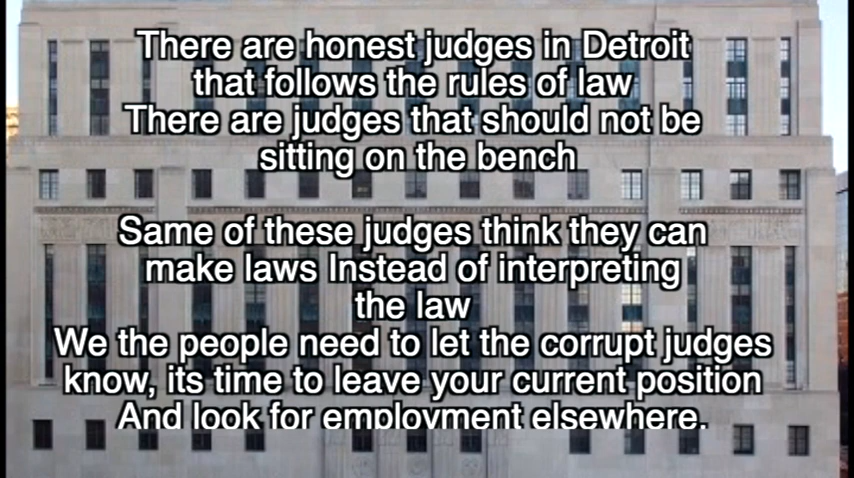 There are honest judges in Detroit
that follows the rules of law
There are judges that should not be
sitting on the bench
Same of these judges think they can
make laws Instead of interpreting
the law
We the people need to let the corrupt judges
know, its time to leave your current position
And look for employment elsewhere.